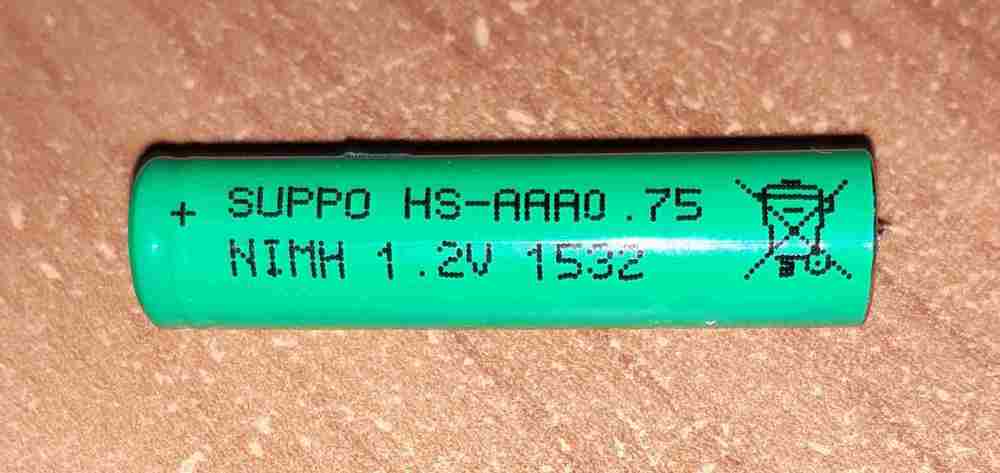 + SUPPO HS-AAA0.75
NIMH 1.2V 1532